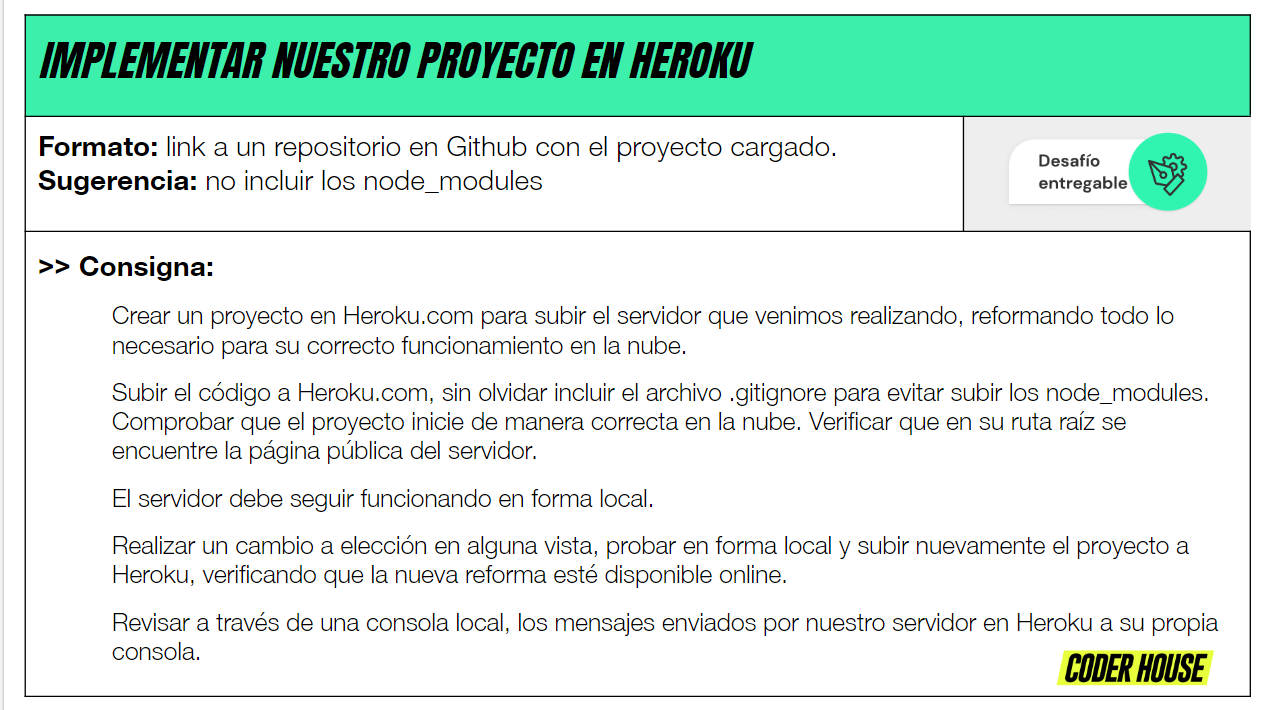 IMPLEMENTAR NUESTRO PROYECTO EN HEROKU
Formato: link a un repositorio en Github con el proyecto cargado.
Sugerencia: no incluir los node_modules
Desafío
entregable
>> Consigna:
Crear un proyecto en Heroku.com para subir el servidor que venimos realizando, reformando todo lo
necesario para su correcto funcionamiento en la nube.
Subir el código a Heroku.com, sin olvidar incluir el archivo .gitignore para evitar subir los node_modules.
Comprobar que el proyecto inicie de manera correcta en la nube. Verificar que en su ruta raíz se
encuentre la página pública del servidor.
El servidor debe seguir funcionando en forma local.
Realizar un cambio a elección en alguna vista, probar en forma local y subir nuevamente el proyecto a
Heroku, verificando que la nueva reforma esté disponible online.
Revisar a través de una consola local, los mensajes enviados por nuestro servidor en Heroku a su propia
consola.
CODER HOUSE